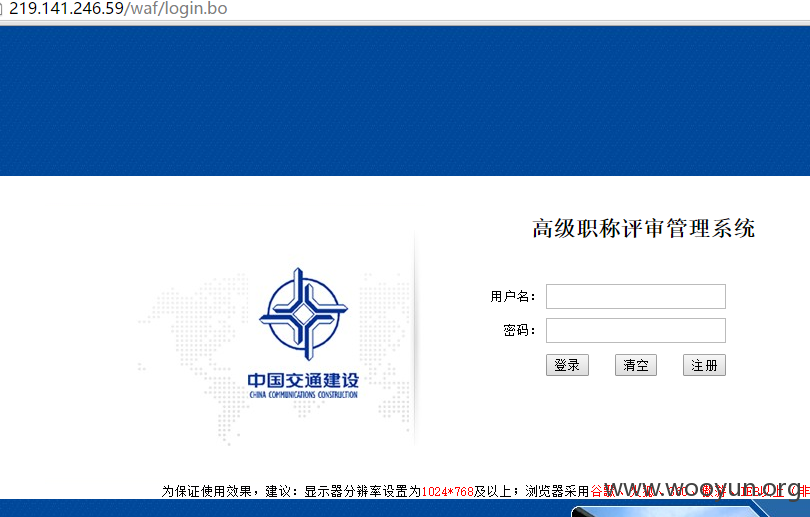 219.141.246.59/waf/login.bo
高级职称评审管理系统
用户名：
密码：
登录 清空 注册
中国交通建设
CHINA COMMUNICATIONS CONSTRUCTION
为保证使用效果，建议：显示器分辨率设置为1024*768及以上；浏览器采用谷歌
www.wooyun.org